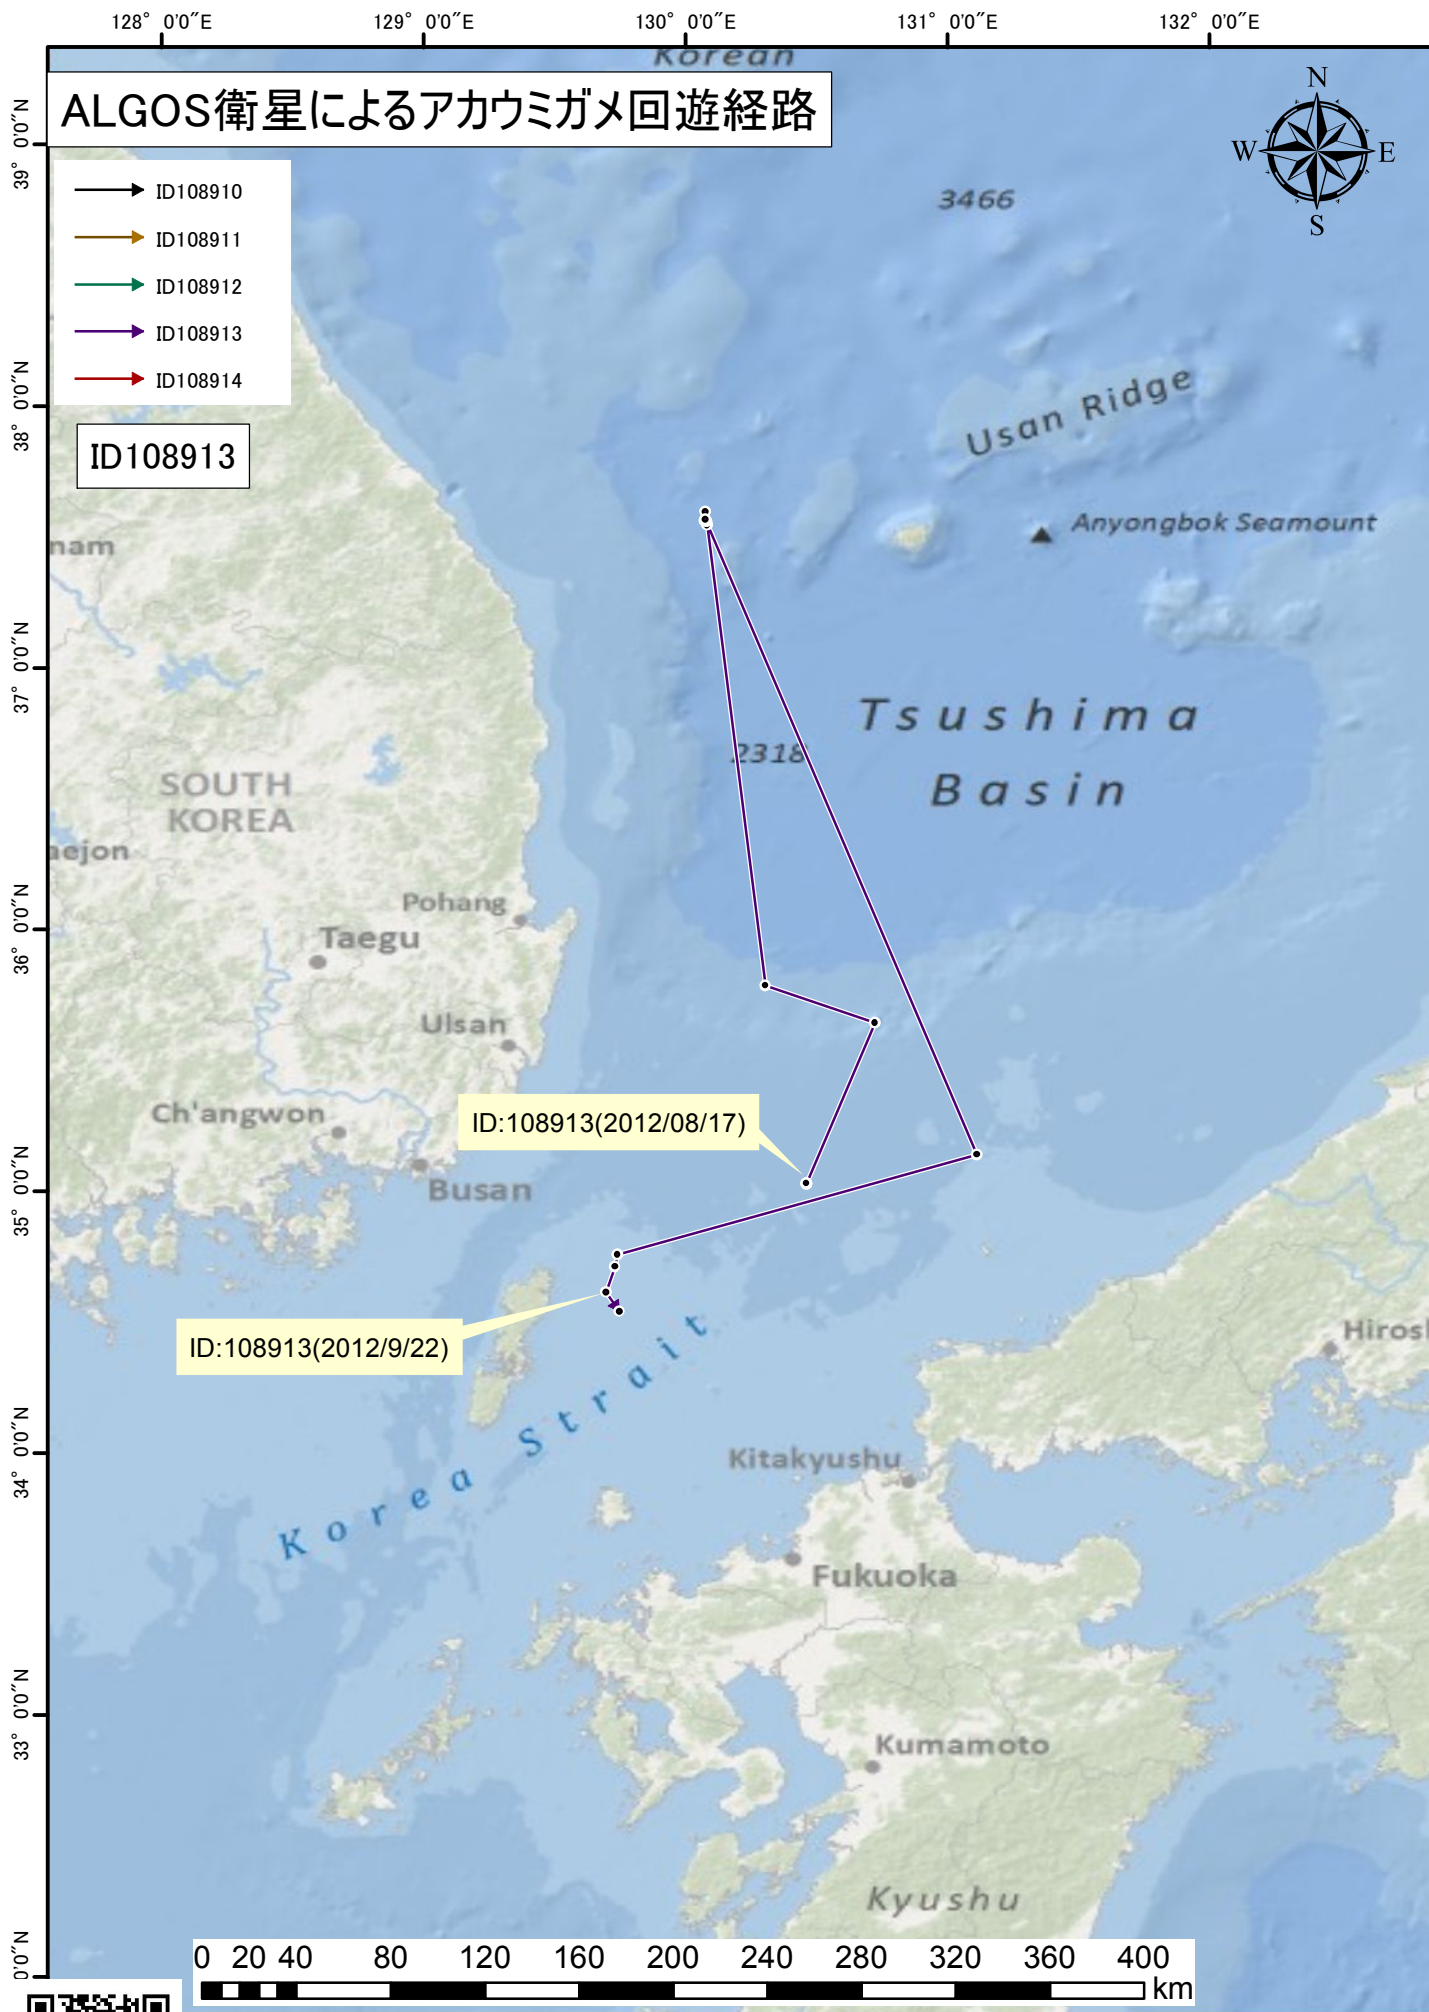 128° 0'0"E
129° 0'0"E
130° 0'0"E
131° 0'0"E
132° 0'0"E
Korean
ALGOS衛星によるアカウミガメ回遊経路
N
W
E
S
39° 0'0"N
ID108910
ID108911
ID108912
ID108913
ID108914
3466
38° 0'0"N
Usan Ridge
ID108913
Anyongbok Seamount
nam
37° 0'0"N
Tsushima
Basin
2318
SOUTH
KOREA
aejon
36° 0'0"N
Pohang
Taegu
Ulsan
Ch'angwon
ID:108913(2012/08/17)
35° 0'0"N
Busan
ID:108913(2012/9/22)
Hirosh
Korea Strait
34° 0'0"N
Kitakyushu
Fukuoka
33° 0'0"N
Kumamoto
Kyushu
0'0"N
0 20 40 80 120 160 200 240 280 320 360 400
km